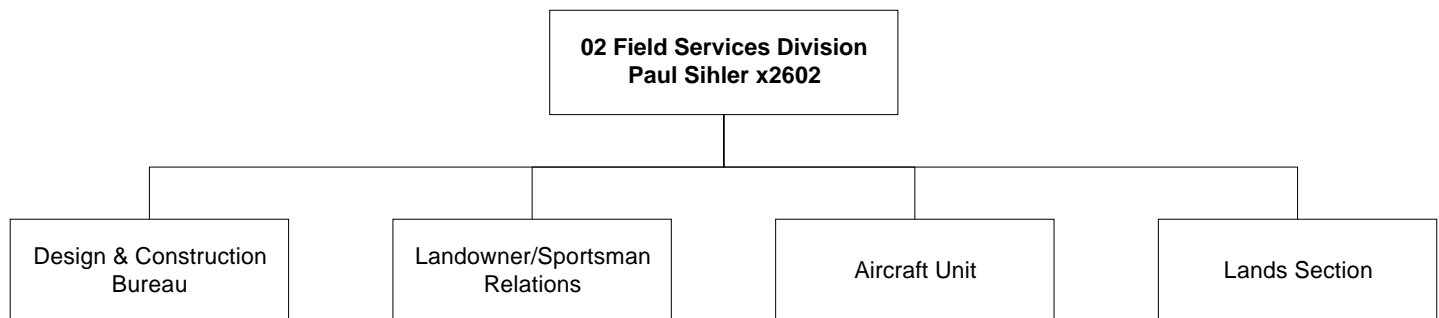 02 Field Services Division
Paul Sihler x2602
Design & Construction
Bureau
Landowner/Sportsman
Relations
Aircraft Unit
Lands Section